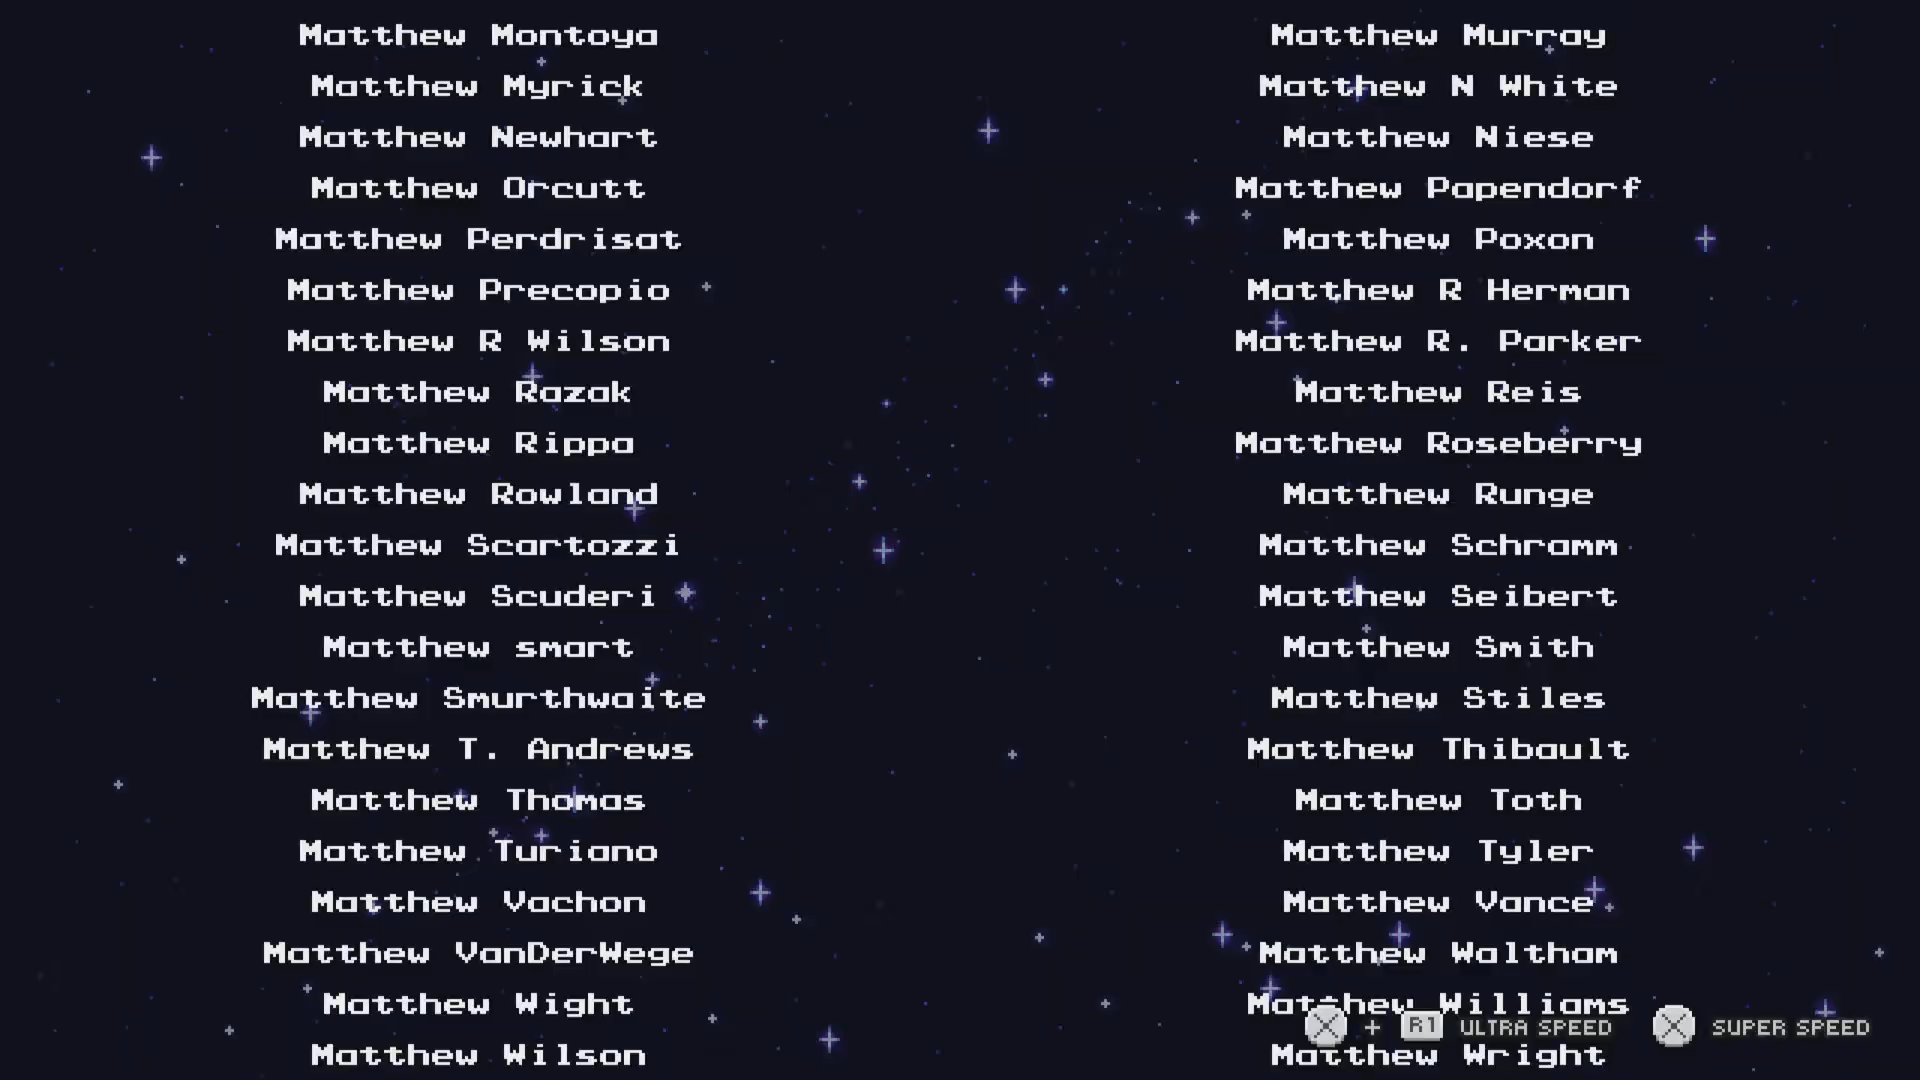 Matthew Montoya
Matthew Murray
Matthew Myrick
Matthew N White
Matthew Newhart
Matthew Niese
Matthew Orcutt
Matthew Papendorf
Matthew Perdrisat
Matthew Poxon
Matthew Precopio
Matthew R Herman
Matthew R Wilson
Matthew R. Parker
Matthew Razak
Matthew Reis
Matthew Rippa
Matthew Roseberry
Matthew Rowland
Matthew Runge
Matthew Scartozzi
Matthew Schramm
Matthew Scuderi
Matthew Seibert
Matthew smart
Matthew Smith
Matthew Smurthwaite
Matthew Stiles
Matthew T. Andrews
Matthew Thibault
Matthew Thomas
Matthew Toth
Matthew Turiano
Matthew Tyler
Matthew Vachon
Matthew Vance
Matthew VanDerWege
Matthew Waltham
Matthew Wight
Matthew Williams
+ R1 ULTRA SPEED
SUPER SPEED
Matthew Wilson
Matthew Wright